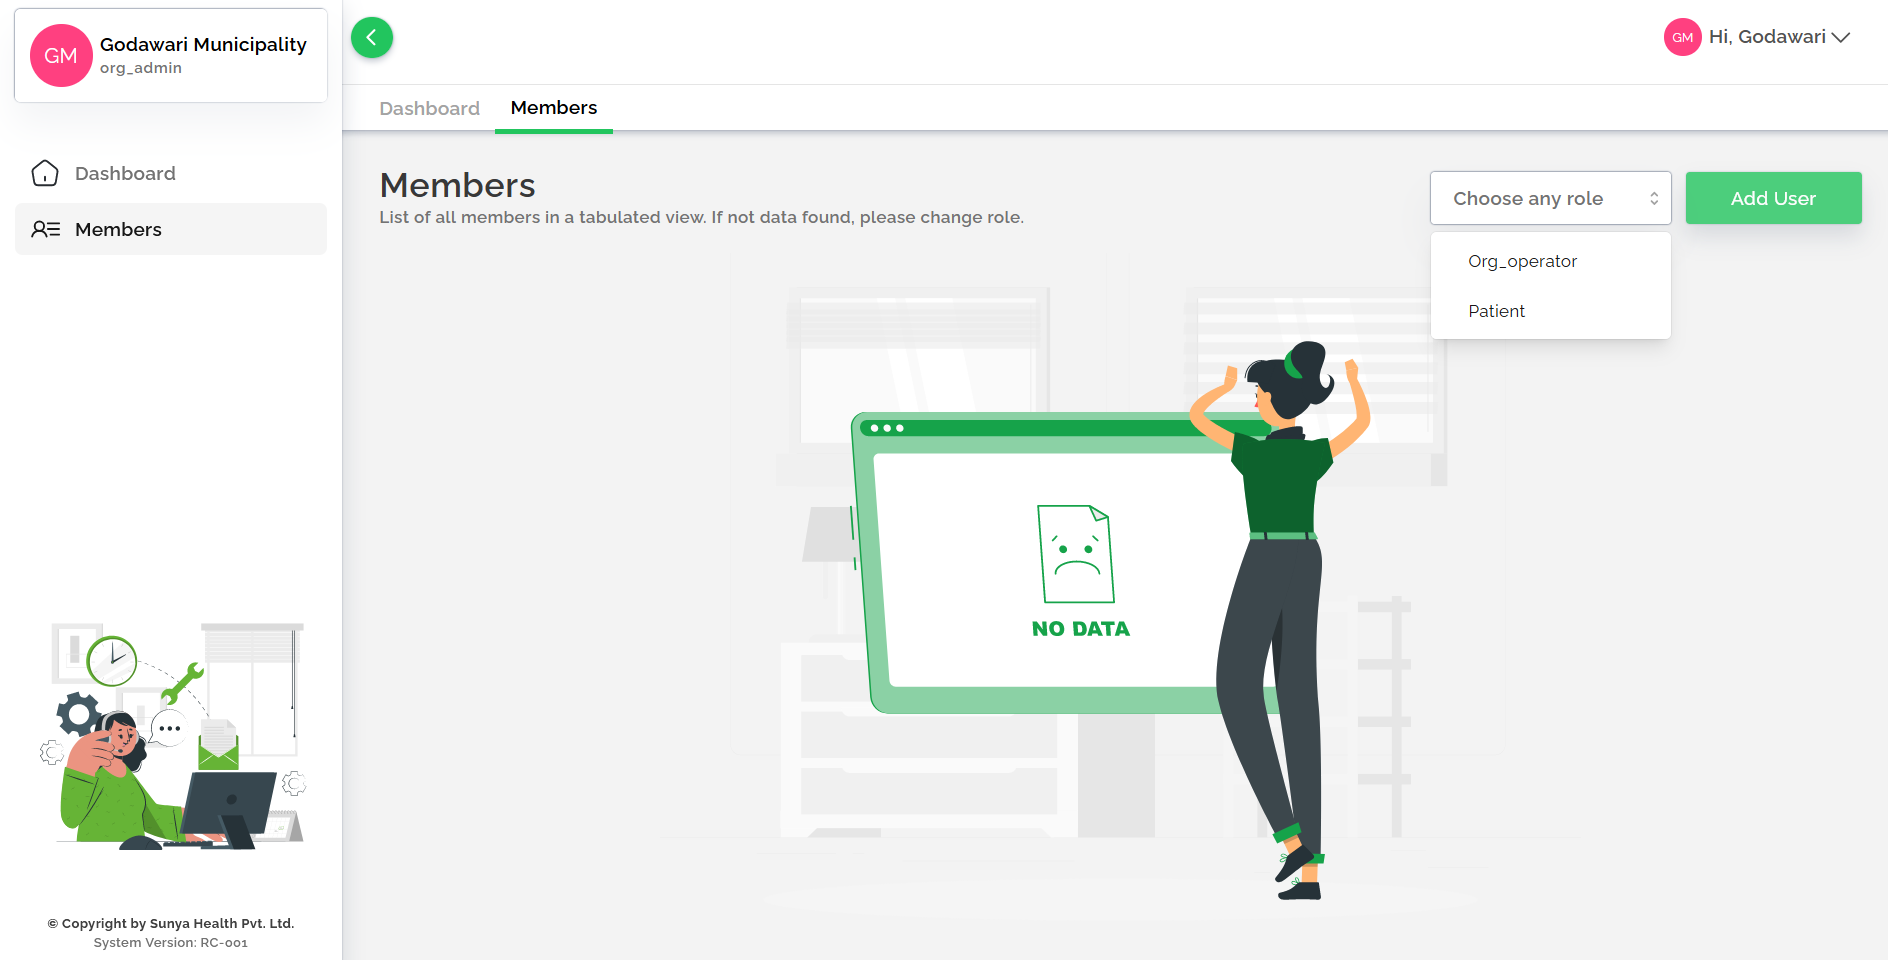 GM
Godawari Municipality
org_admin
Dashboard
Members
© Copyright by Sunya Health Pvt. Ltd.
System Version: RC-001
GM
Hi, Godawari
Dashboard
Members
Members
List of all members in a tabulated view. If not data found, please change role.
Choose any role
Add User
Org_operator
Patient
NO DATA